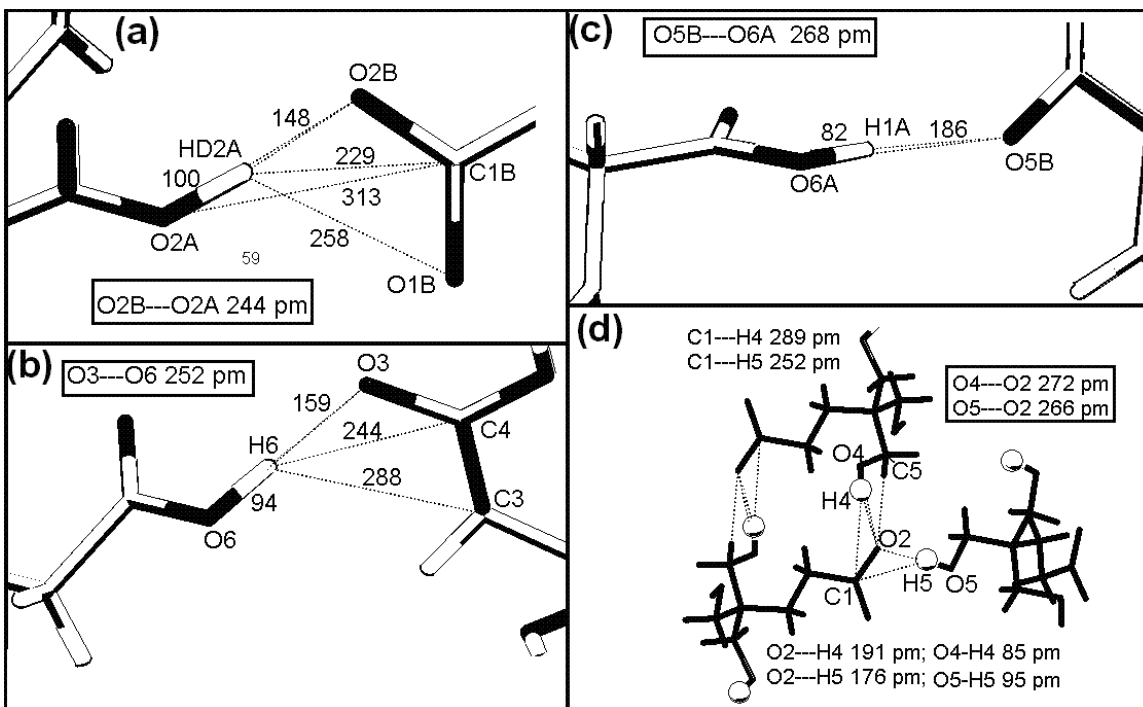 (a)
O2B
148
HD2A
229
C1B
100
313
O2A
258
59
O1B
O2B---O2A 244 pm
(b)
O3---O6 252 pm
O3
159
H6
244
C4
288
94
C3
O6
(c)
O5B---O6A 268 pm
82
H1A
186
O6A
O5B
(d)
C1---H4 289 pm
C1---H5 252 pm
O4---O2 272 pm
O5---O2 266 pm
O4
C5
H4
O2
C1
H5
O5
O2---H4 191 pm; O4-H4 85 pm
O2---H5 176 pm; O5-H5 95 pm